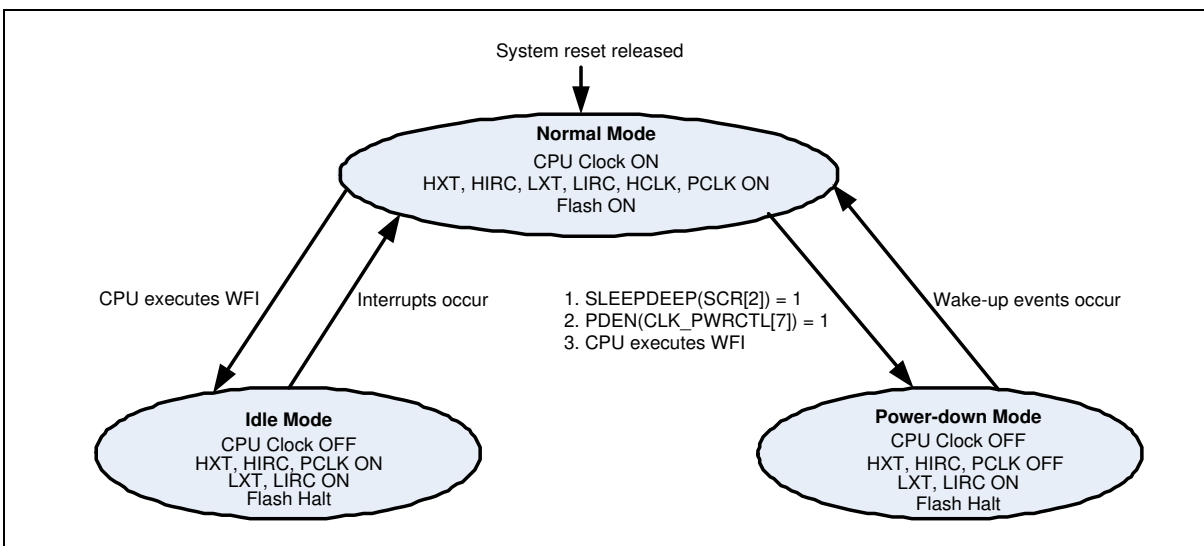 System reset released
Normal Mode
CPU Clock ON
HXT, HIRC, LXT, LIRC, HCLK, PCLK ON
Flash ON
CPU executes WFI
Interrupts occur
1. SLEEPDEEP(SCR[2]) = 1
2. PDEN(CLK_PWRCTL[7]) = 1
3. CPU executes WFI
Wake-up events occur
Idle Mode
CPU Clock OFF
HXT, HIRC, PCLK ON
LXT, LIRC ON
Flash Halt
Power-down Mode
CPU Clock OFF
HXT, HIRC, PCLK OFF
LXT, LIRC ON
Flash Halt